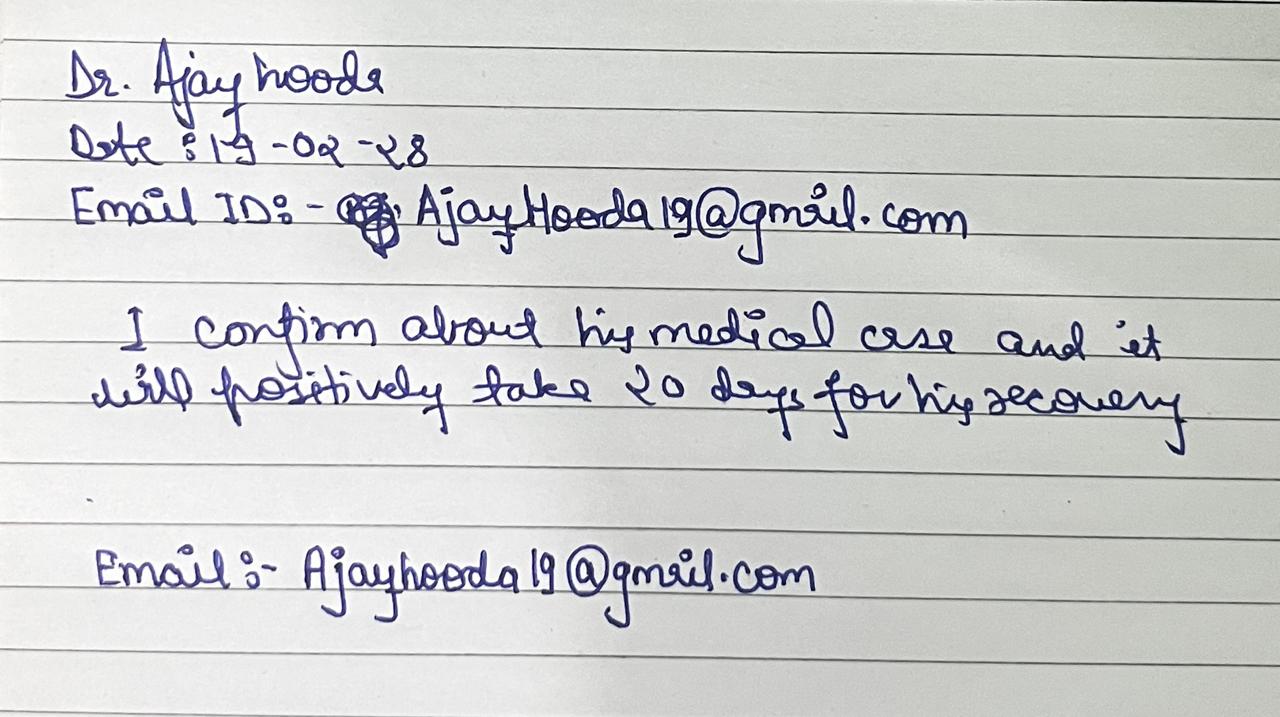 Dr. Ajay hooda
Date : 19-02-28
Email ID:- AjayHooda19@gmail.com
I confirm about his medical case and it
will positively take 20 days for his recovery
Email :- Ajayhooda19@gmail.com